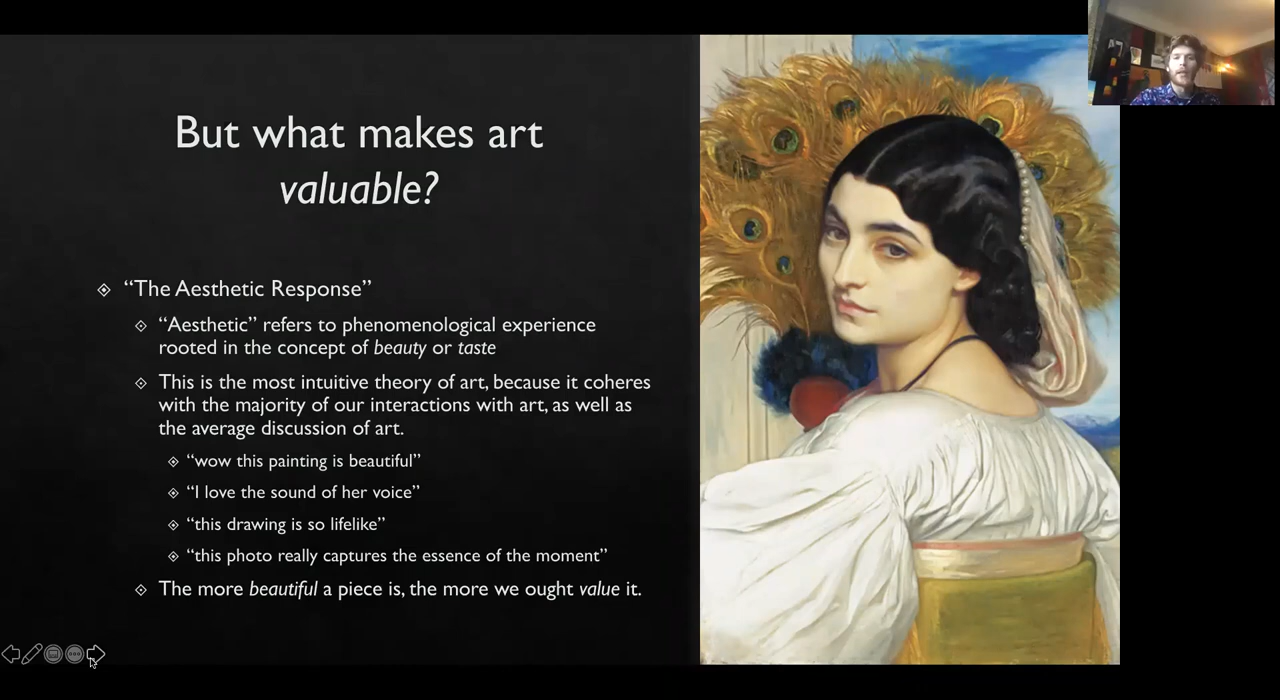 But what makes art
valuable?
“The Aesthetic Response”
“Aesthetic” refers to phenomenological experience
rooted in the concept of beauty or taste
This is the most intuitive theory of art, because it coheres
with the majority of our interactions with art, as well as
the average discussion of art.
“wow this painting is beautiful”
“I love the sound of her voice”
“this drawing is so lifelike”
“this photo really captures the essence of the moment”
The more beautiful a piece is, the more we ought value it.